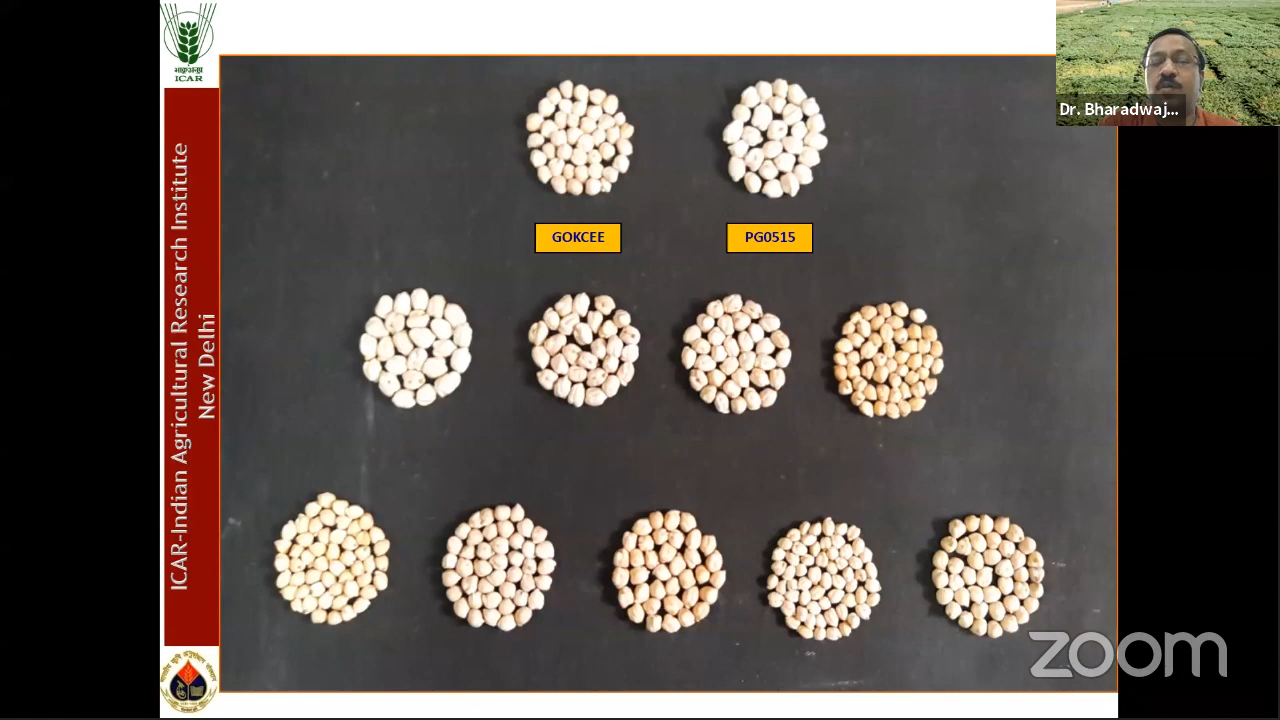 ICAR
Dr. Bharadwaj...
GOKCEE
PG0515
ICAR-Indian Agricultural Research Institute
New Delhi
zoom